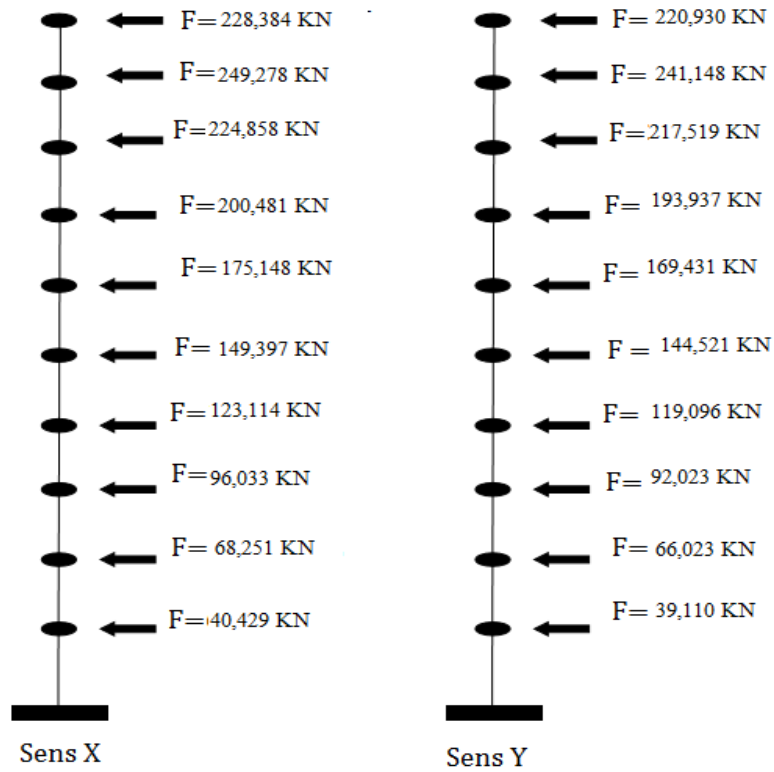 F= 228,384 KN
F= 249,278 KN
F= 224,858 KN
F= 200,481 KN
F= 175,148 KN
F= 149,397 KN
F= 123,114 KN
F= 96,033 KN
F= 68,251 KN
F= 40,429 KN
Sens X
F= 220,930 KN
F= 241,148 KN
F= 217,519 KN
F= 193,937 KN
F= 169,431 KN
F= 144,521 KN
F= 119,096 KN
F= 92,023 KN
F= 66,023 KN
F= 39,110 KN
Sens Y